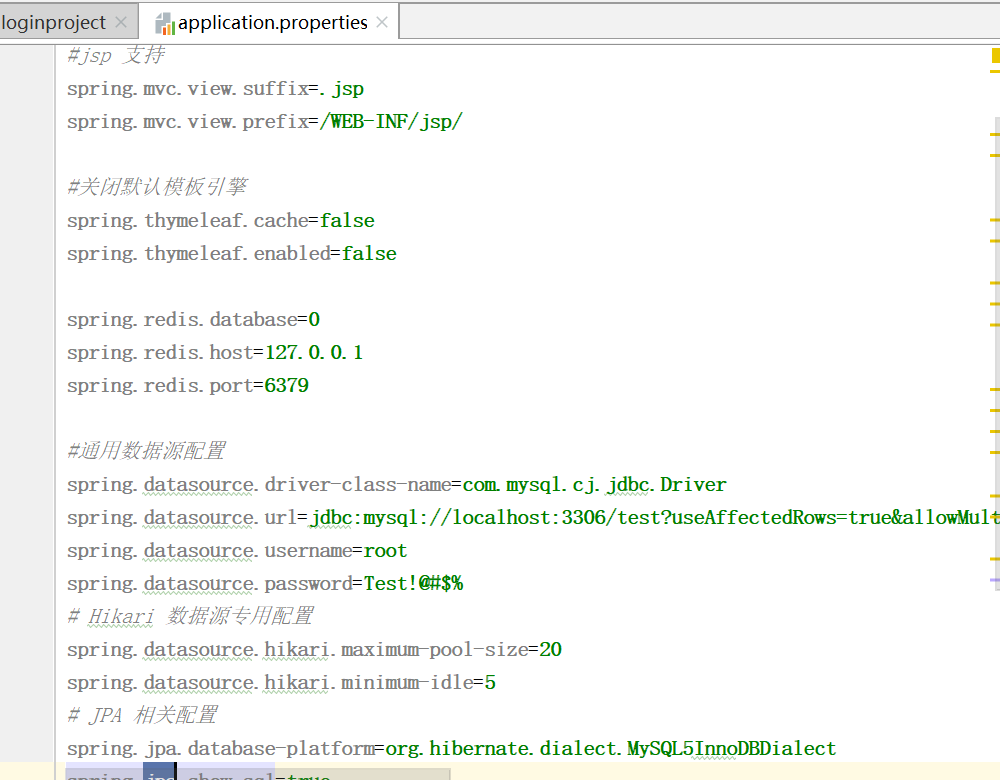 loginproject
application.properties
#jsp 支持
spring.mvc.view.suffix=.jsp
spring.mvc.view.prefix=/WEB-INF/jsp/
#关闭默认模板引擎
spring.thymeleaf.cache=false
spring.thymeleaf.enabled=false
spring.redis.database=0
spring.redis.host=127.0.0.1
spring.redis.port=6379
#通用数据源配置
spring.datasource.driver-class-name=com.mysql.cj.jdbc.Driver
spring.datasource.url=jdbc:mysql://localhost:3306/test?useAffectedRows=true&allowMult
spring.datasource.username=root
spring.datasource.password=Test!@#$%
# Hikari 数据源专用配置
spring.datasource.hikari.maximum-pool-size=20
spring.datasource.hikari.minimum-idle=5
# JPA 相关配置
spring.jpa.database-platform=org.hibernate.dialect.MySQL5InnoDBDialect